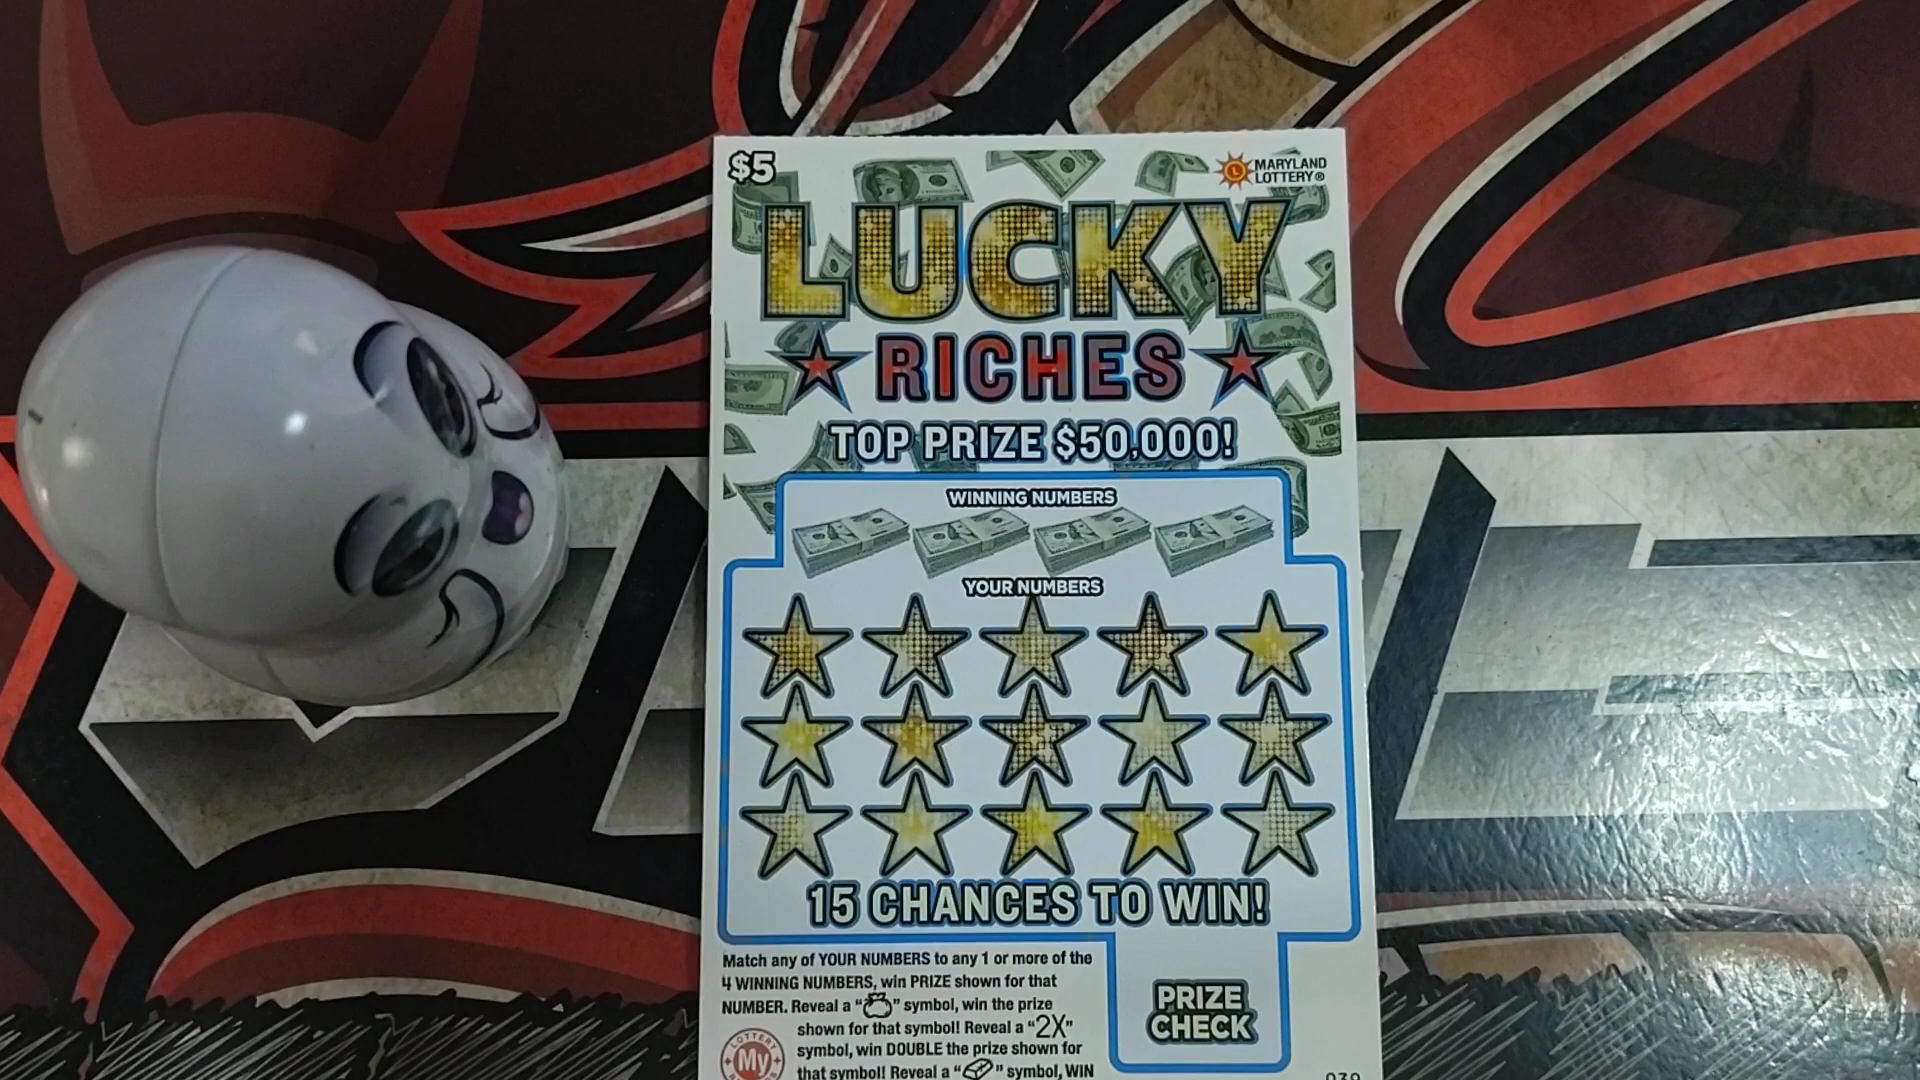 $5
MARYLAND
LOTTERY®
LUCKY
RICHES
TOP PRIZE $50,000!
WINNING NUMBERS
YOUR NUMBERS
15 CHANCES TO WIN!
Match any of YOUR NUMBERS to any 1 or more of the
4 WINNING NUMBERS, win PRIZE shown for that
NUMBER. Reveal a “ ” symbol, win the prize
shown for that symbol! Reveal a “2X”
symbol, win DOUBLE the prize shown for
that symbol! Reveal a “ ” symbol, WIN
LOTTERY
My
PRIZE
CHECK
039